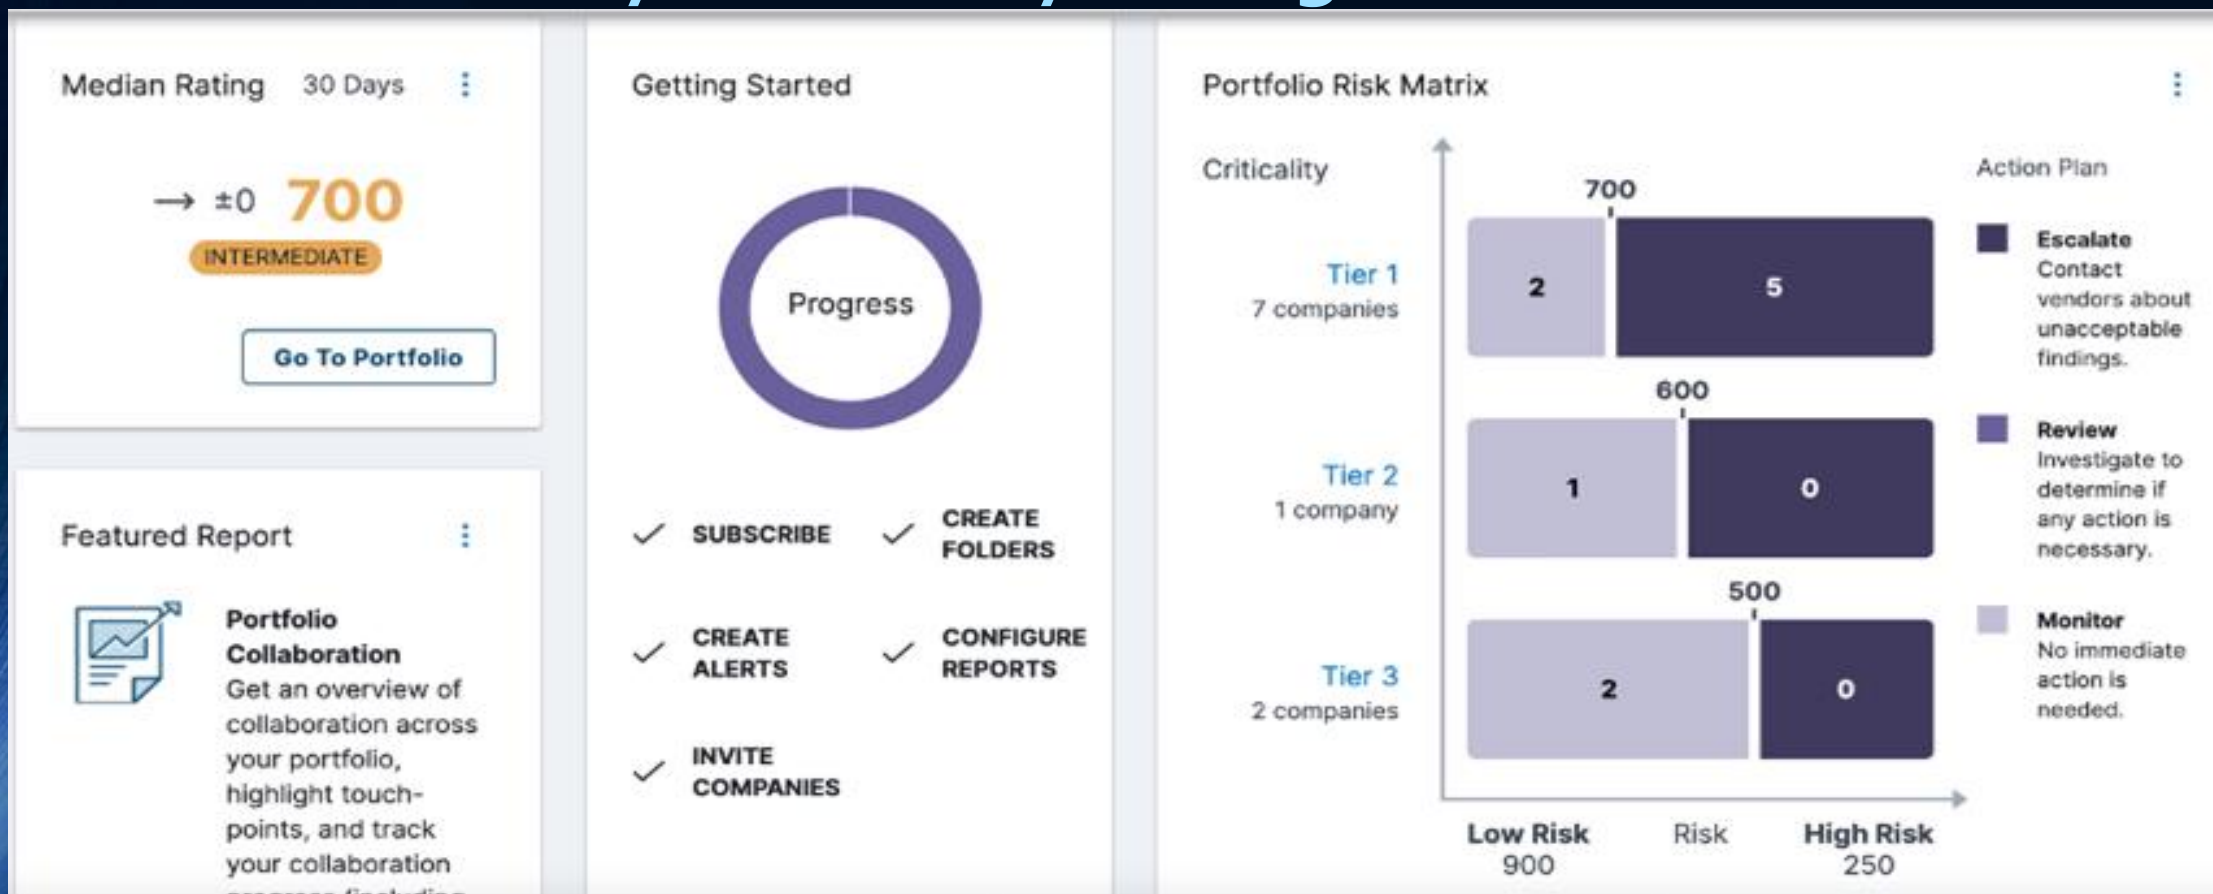 Median Rating 30 Days
→ ±0 700
INTERMEDIATE
Go To Portfolio
Featured Report
Portfolio
Collaboration
Get an overview of
collaboration across
your portfolio,
highlight touch-
points, and track
your collaboration
Getting Started
Progress
SUBSCRIBE
CREATE
FOLDERS
CREATE
ALERTS
CONFIGURE
REPORTS
INVITE
COMPANIES
Portfolio Risk Matrix
Criticality
700
Tier 1
7 companies
2
5
600
Tier 2
1 company
1
0
500
Tier 3
2 companies
2
0
Low Risk
900
Risk
High Risk
250
Action Plan
Escalate
Contact
vendors about
unacceptable
findings.
Review
Investigate to
determine if
any action is
necessary.
Monitor
No immediate
action is
needed.